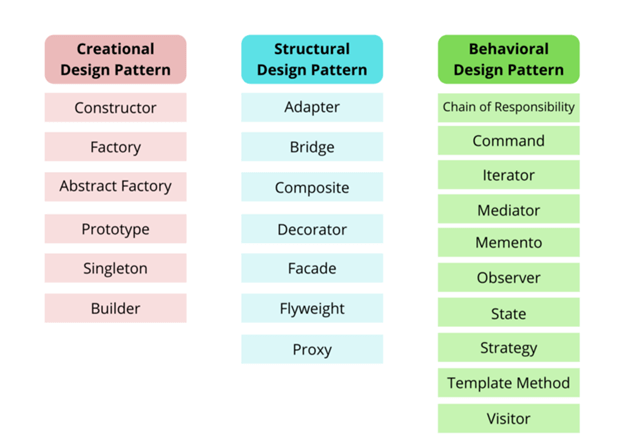 Creational
Design Pattern
Constructor
Factory
Abstract Factory
Prototype
Singleton
Builder
Structural
Design Pattern
Adapter
Bridge
Composite
Decorator
Facade
Flyweight
Proxy
Behavioral
Design Pattern
Chain of Responsibility
Command
Iterator
Mediator
Memento
Observer
State
Strategy
Template Method
Visitor